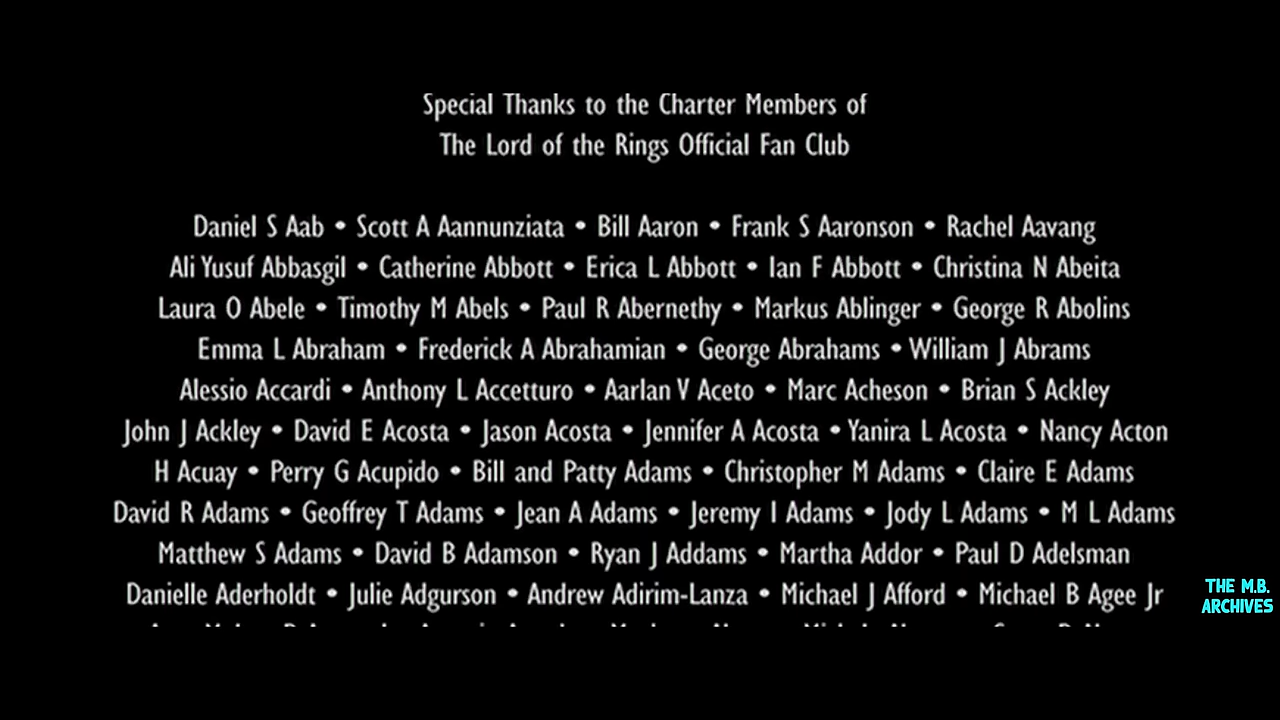 Special Thanks to the Charter Members of
The Lord of the Rings Official Fan Club
Daniel S Aab • Scott A Aannunziata • Bill Aaron • Frank S Aaronson • Rachel Aavang
Ali Yusuf Abbasgil • Catherine Abbott • Erica L Abbott • Ian F Abbott • Christina N Abeita
Laura O Abele • Timothy M Abels • Paul R Abernethy • Markus Ablinger • George R Abolins
Emma L Abraham • Frederick A Abrahamian • George Abrahams • William J Abrams
Alessio Accardi • Anthony L Accetturo • Aarlan V Aceto • Marc Acheson • Brian S Ackley
John J Ackley • David E Acosta • Jason Acosta • Jennifer A Acosta • Yanira L Acosta • Nancy Acton
H Acuay • Perry G Acupido • Bill and Patty Adams • Christopher M Adams • Claire E Adams
David R Adams • Geoffrey T Adams • Jean A Adams • Jeremy I Adams • Jody L Adams • M L Adams
Matthew S Adams • David B Adamson • Ryan J Addams • Martha Addor • Paul D Adelsman
Danielle Aderholdt • Julie Adgurson • Andrew Adirim-Lanza • Michael J Afford • Michael B Agee Jr
THE M.B.
ARCHIVES